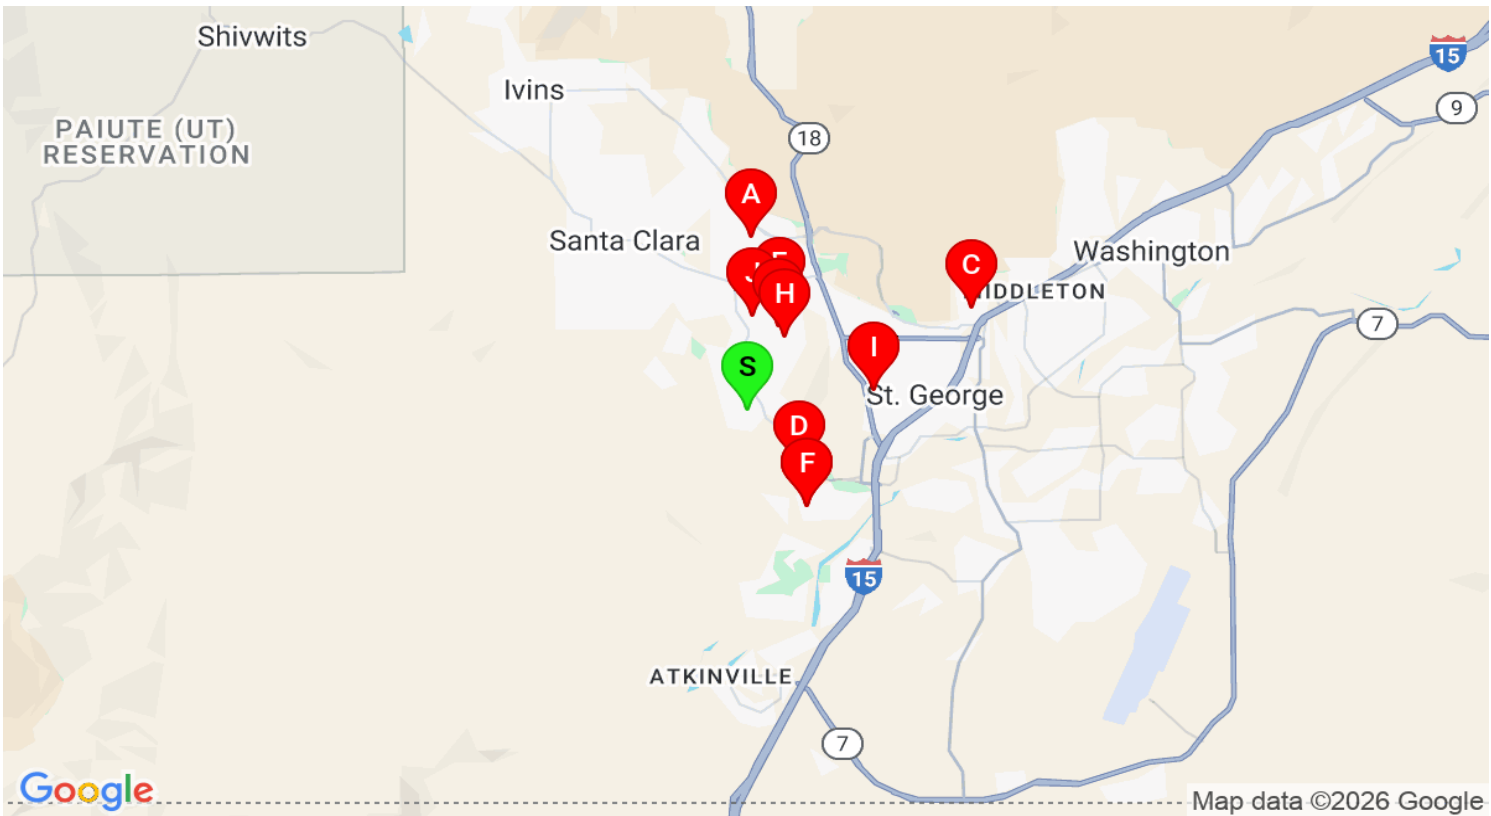 Shivwits
15
Ivins
9
PAIUTE (UT)
RESERVATION
18
A
Santa Clara
Washington
C
J
H
MIDDLETON
7
I
S
St. George
D
F
15
ATKINVILLE
7
Google
Map data ©2026 Google